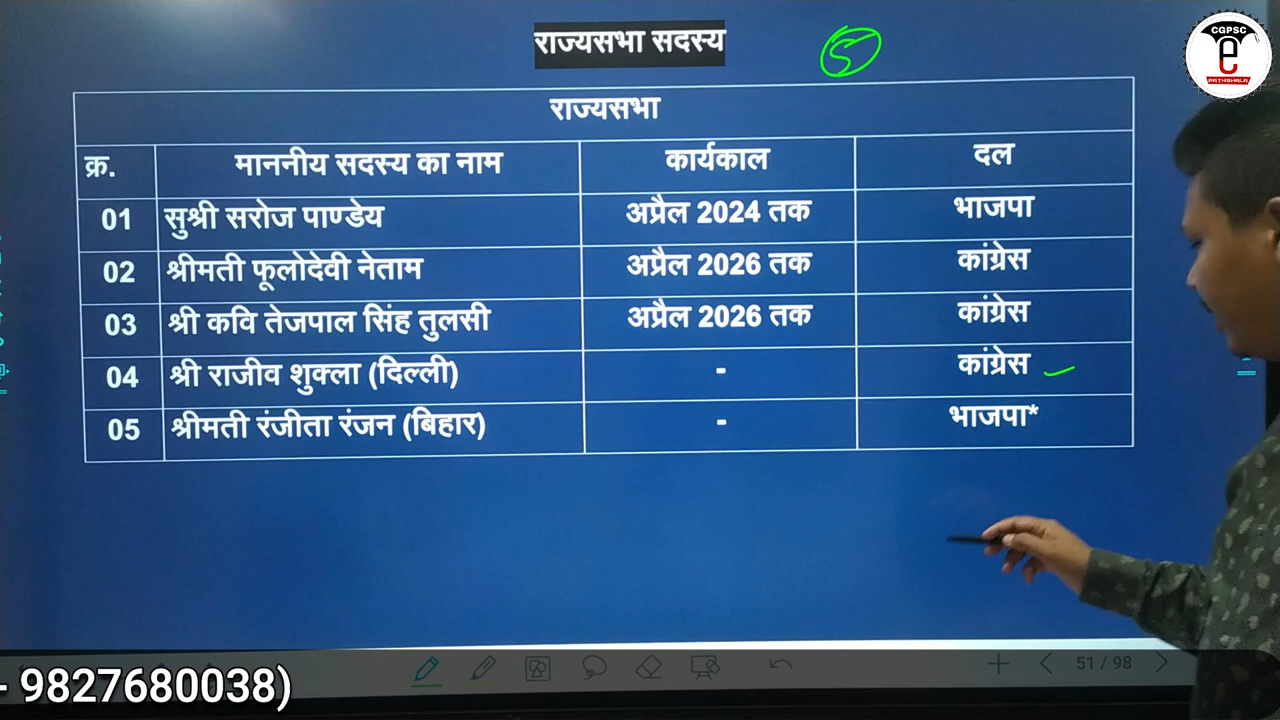 राज्यसभा सदस्य
5
CGPSC
e
PATHSHALA
राज्यसभा
क्र. माननीय सदस्य का नाम कार्यकाल दल
01 सुश्री सरोज पाण्डेय अप्रैल 2024 तक भाजपा
02 श्रीमती फूलोदेवी नेताम अप्रैल 2026 तक कांग्रेस
03 श्री कवि तेजपाल सिंह तुलसी अप्रैल 2026 तक कांग्रेस
04 श्री राजीव शुक्ला (दिल्ली) - कांग्रेस
05 श्रीमती रंजीता रंजन (बिहार) - भाजपा*
51 / 98
- 9827680038)